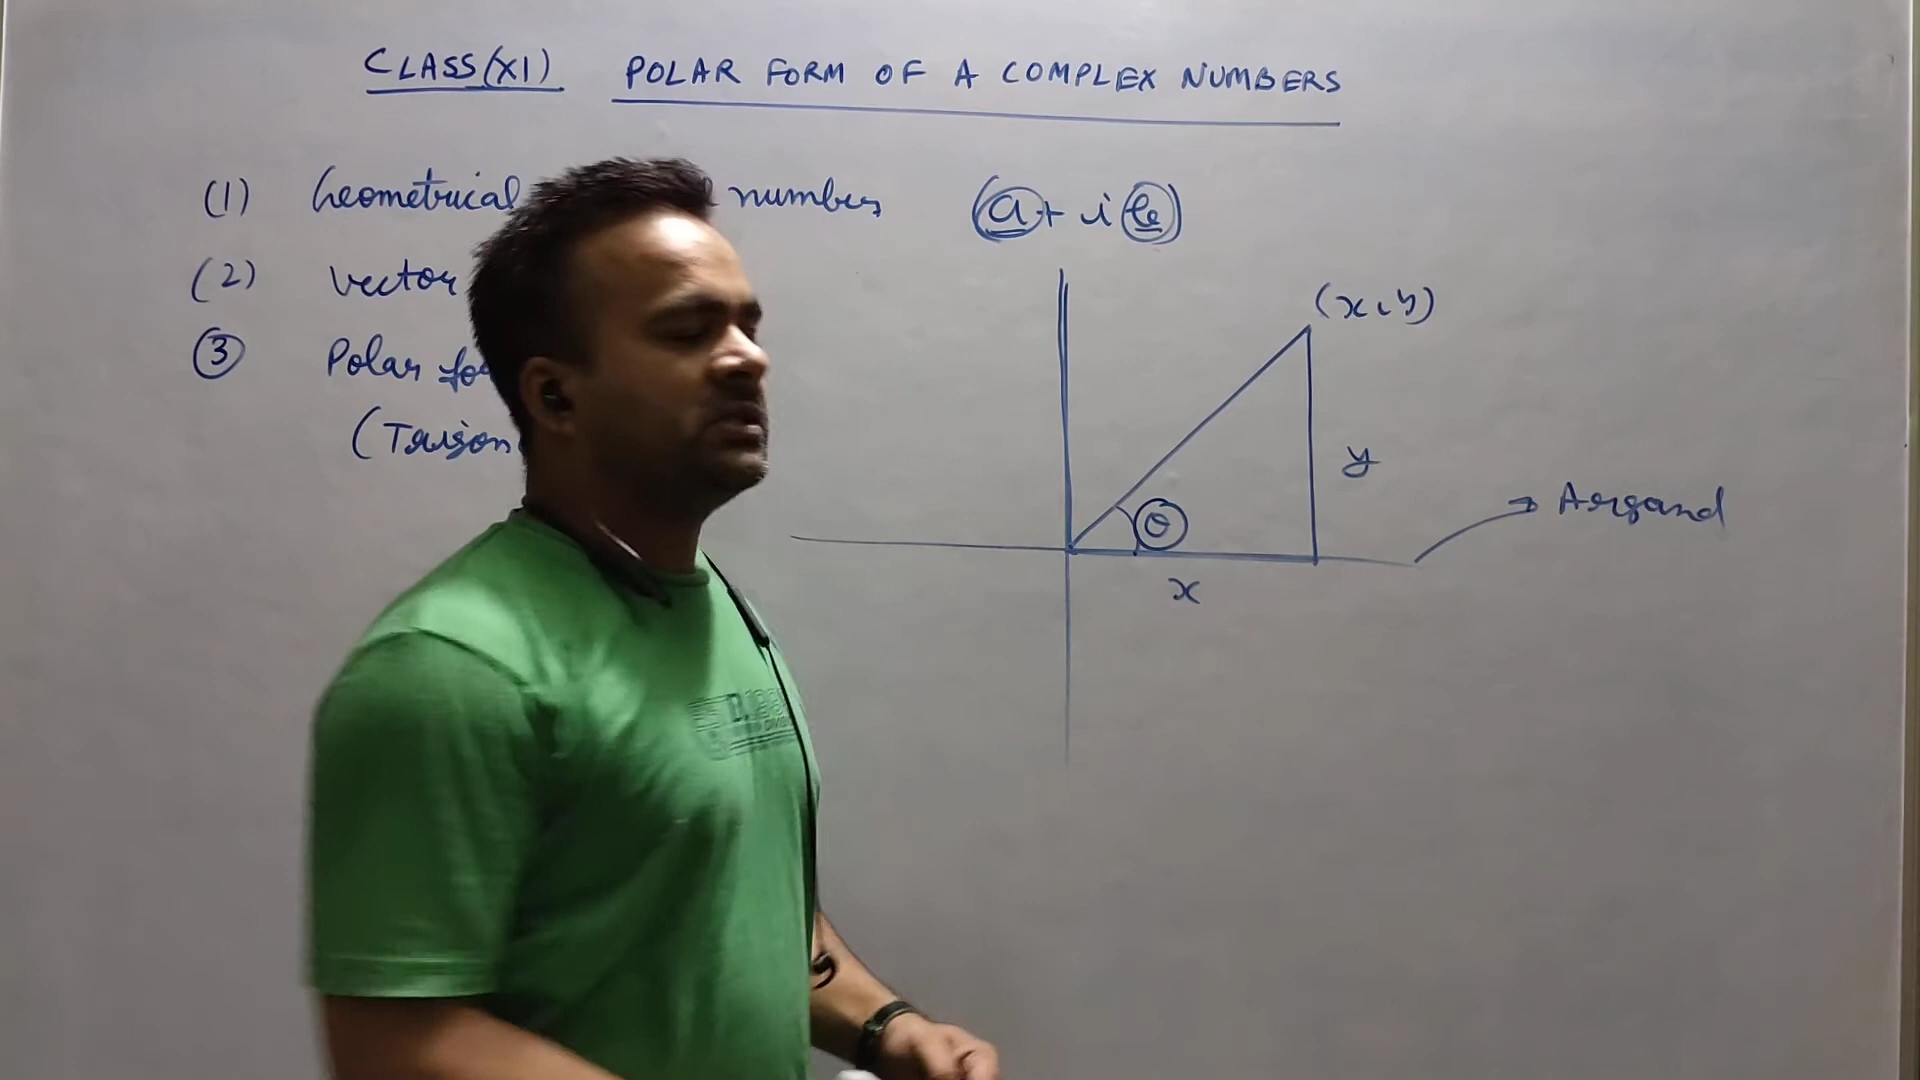 CLASS(XI) POLAR FORM OF A COMPLEX NUMBERS
(1) Geometrical numbers (a + i b)
(2) vector
(3) Polar
(x, y)
y
θ
Argand
x